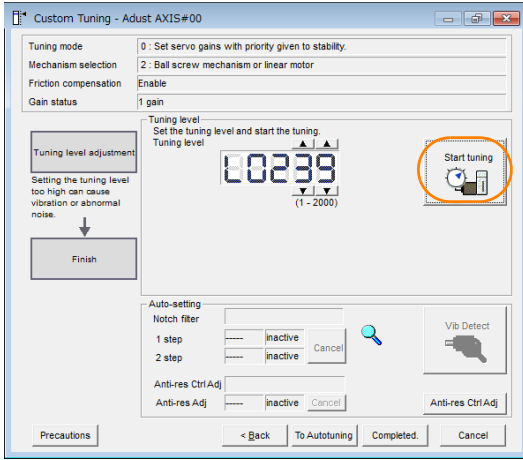 Custom Tuning - Adust AXIS#00
Tuning mode 0 : Set servo gains with priority given to stability.
Mechanism selection 2 : Ball screw mechanism or linear motor
Friction compensation Enable
Gain status 1 gain
Tuning level adjustment
Setting the tuning level
too high can cause
vibration or abnormal
noise.
Finish
Tuning level
Set the tuning level and start the tuning.
Tuning level
L0239
(1 - 2000)
Start tuning
Auto-setting
Notch filter
1 step ----- inactive
2 step ----- inactive
Cancel
Vib Detect
Anti-res Ctrl Adj
Anti-res Adj ----- inactive Cancel
Anti-res Ctrl Adj
Precautions < Back To Autotuning Completed. Cancel